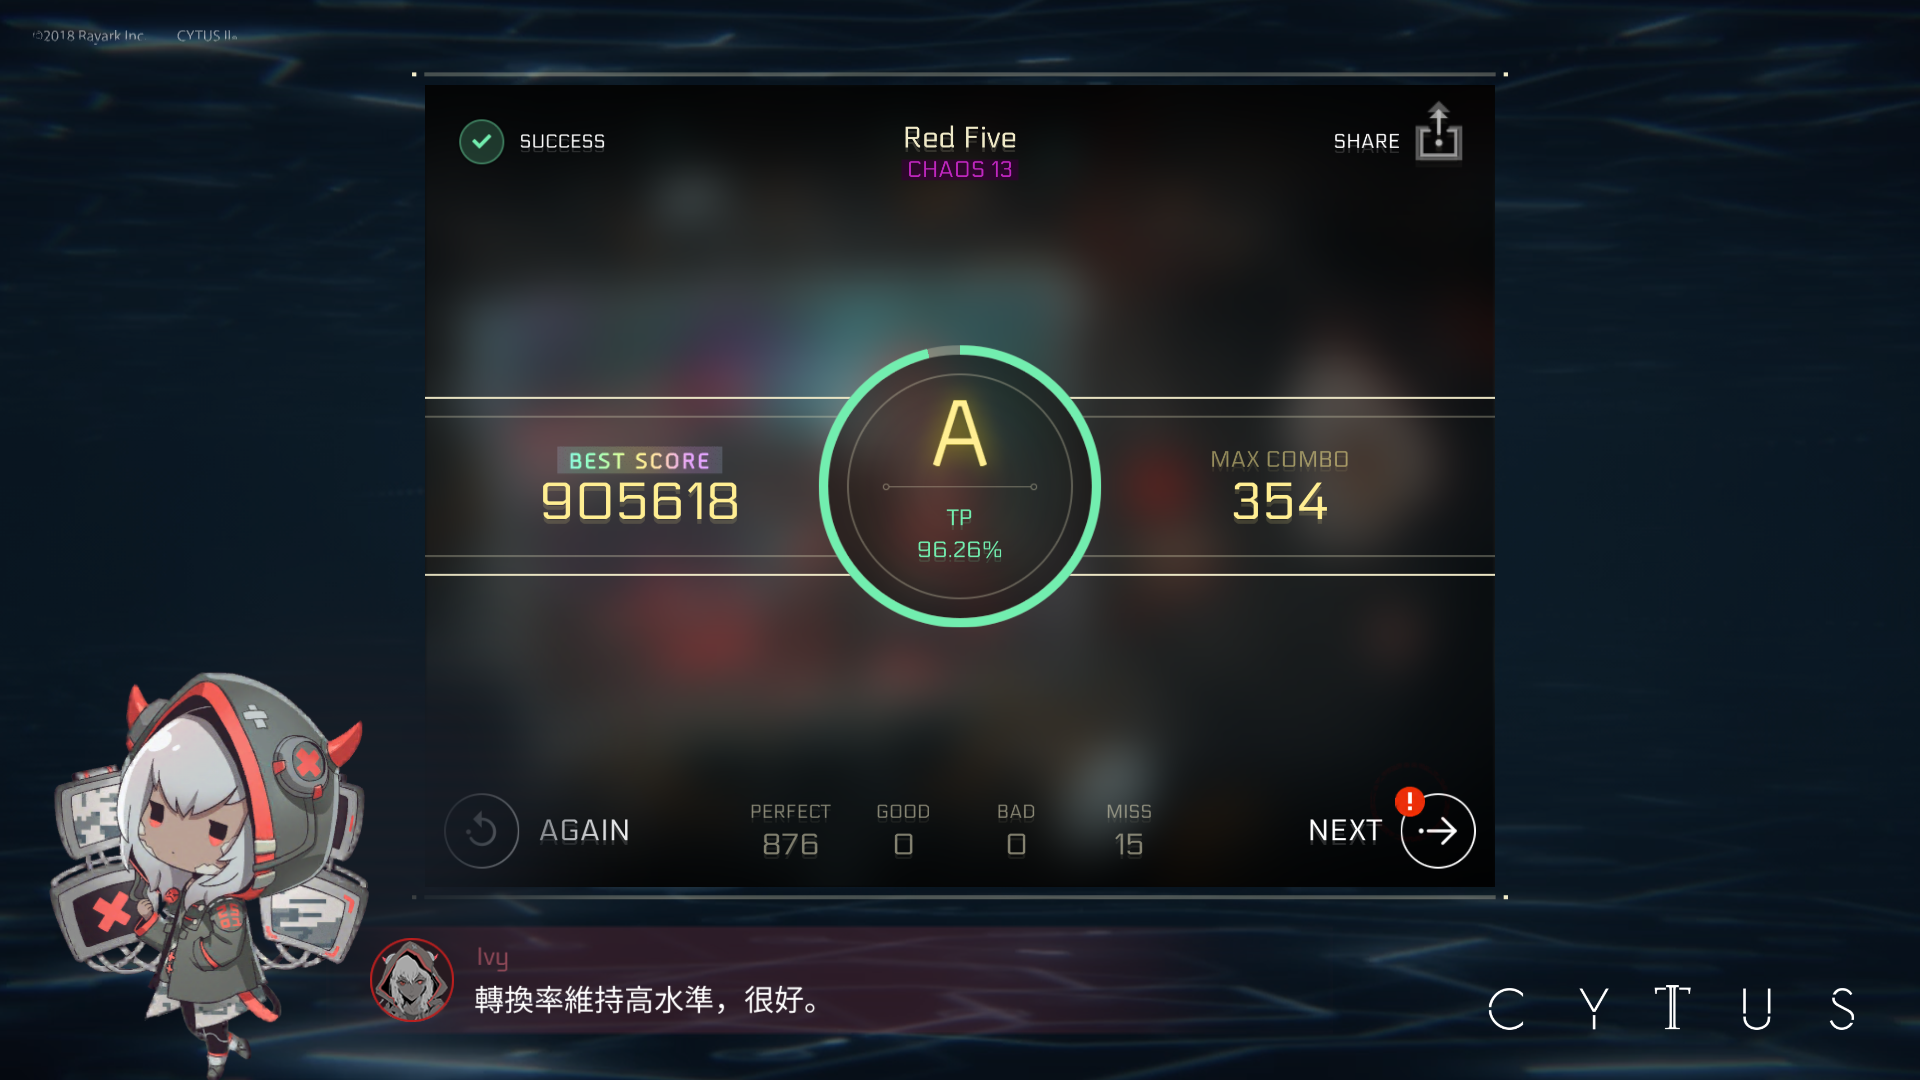 ©2018 Rayark Inc. CYTUS II
SUCCESS
Red Five
CHAOS 13
SHARE
A
TP
96.26%
BEST SCORE
905618
MAX COMBO
354
AGAIN
PERFECT GOOD BAD MISS
876 0 0 15
NEXT
!
Ivy
轉換率維持高水準，很好。
CYTUS